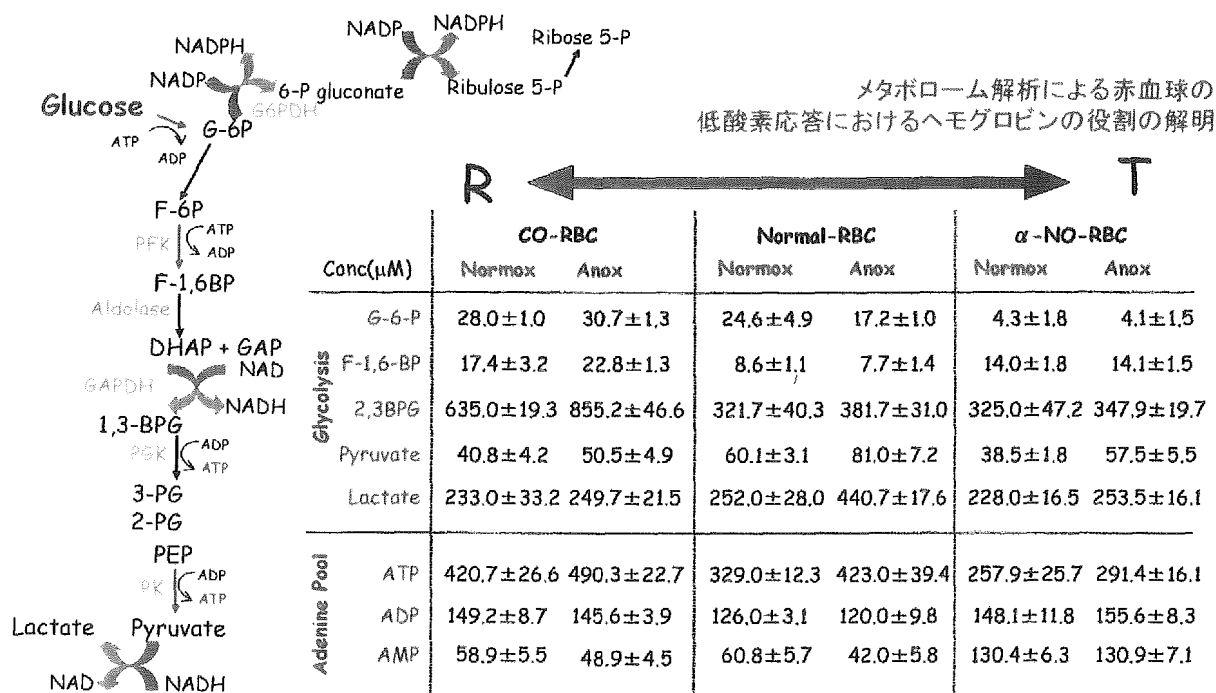 NADP NADPH
Ribose 5-P
NADPH
NADP
6-P gluconate
Ribulose 5-P
G6PDH
Glucose
G-6P
ATP
ADP
F-6P
PFK
ATP
ADP
F-1,6BP
Aldolase
DHAP + GAP
NAD
GAPDH
NADH
1,3-BPG
PGK
ADP
ATP
3-PG
2-PG
PEP
PK
ADP
ATP
Lactate Pyruvate
NAD NADH
メタボローム解析による赤血球の
低酸素応答におけるヘモグロビンの役割の解明
R T
CO-RBC Normal-RBC α-NO-RBC
Conc(μM) Normox Anox Normox Anox Normox Anox
Glycolysis
G-6-P 28.0±1.0 30.7±1.3 24.6±4.9 17.2±1.0 4.3±1.8 4.1±1.5
F-1,6-BP 17.4±3.2 22.8±1.3 8.6±1.1 7.7±1.4 14.0±1.8 14.1±1.5
2,3BPG 635.0±19.3 855.2±46.6 321.7±40.3 381.7±31.0 325.0±47.2 347.9±19.7
Pyruvate 40.8±4.2 50.5±4.9 60.1±3.1 81.0±7.2 38.5±1.8 57.5±5.5
Lactate 233.0±33.2 249.7±21.5 252.0±28.0 440.7±17.6 228.0±16.5 253.5±16.1
Adenine Pool
ATP 420.7±26.6 490.3±22.7 329.0±12.3 423.0±39.4 257.9±25.7 291.4±16.1
ADP 149.2±8.7 145.6±3.9 126.0±3.1 120.0±9.8 148.1±11.8 155.6±8.3
AMP 58.9±5.5 48.9±4.5 60.8±5.7 42.0±5.8 130.4±6.3 130.9±7.1